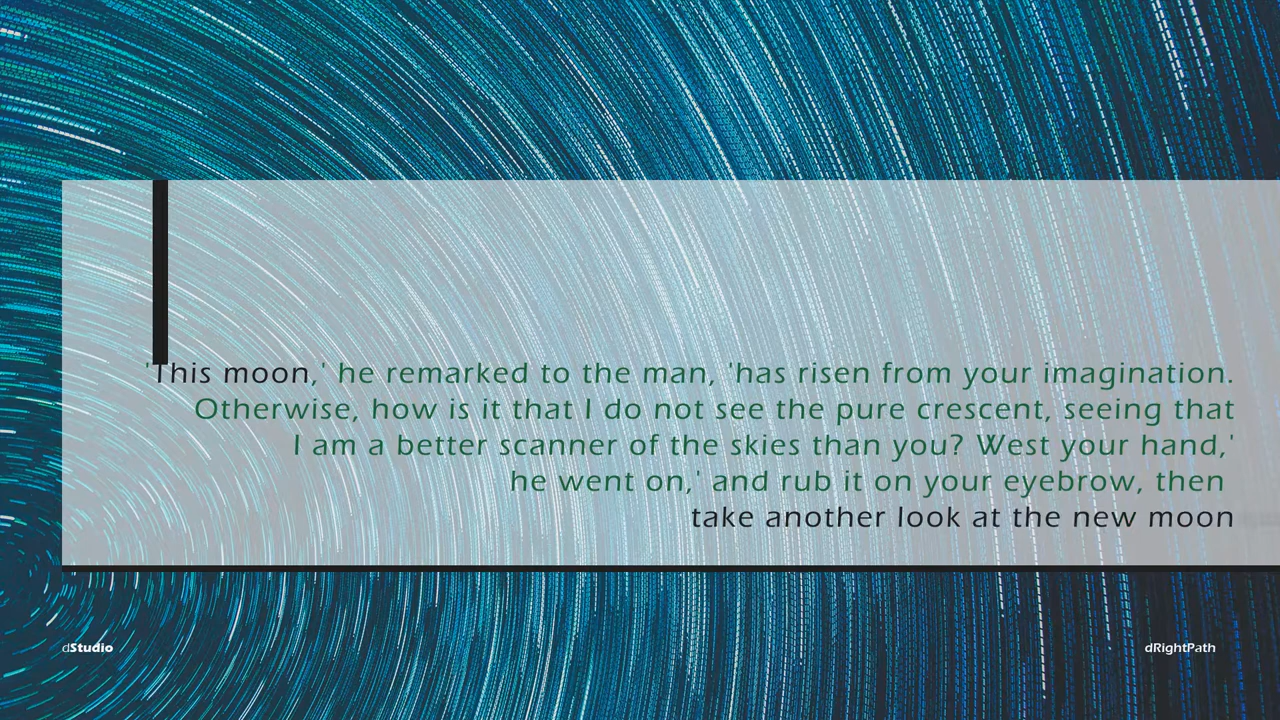 'This moon,' he remarked to the man, 'has risen from your imagination.
Otherwise, how is it that I do not see the pure crescent, seeing that
I am a better scanner of the skies than you? West your hand,'
he went on,' and rub it on your eyebrow, then
take another look at the new moon
dStudio
dRightPath